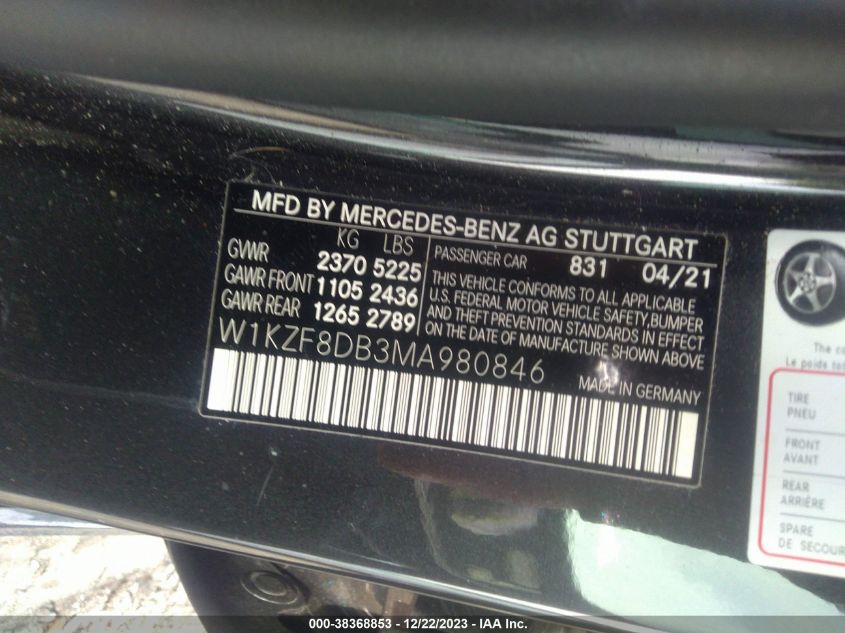 MFD BY MERCEDES-BENZ AG STUTTGART
KG LBS
GVWR 2370 5225
GAWR FRONT 1105 2436
GAWR REAR 1265 2789
PASSENGER CAR 831 04/21
THIS VEHICLE CONFORMS TO ALL APPLICABLE
U.S. FEDERAL MOTOR VEHICLE SAFETY, BUMPER
AND THEFT PREVENTION STANDARDS IN EFFECT
ON THE DATE OF MANUFACTURE SHOWN ABOVE
W1KZF8DB3MA980846
MADE IN GERMANY
The
Le poids
TIRE
PNEU
FRONT
AVANT
REAR
ARRIÈRE
SPARE
DE
000-38368853 - 12/22/2023 - IAA Inc.